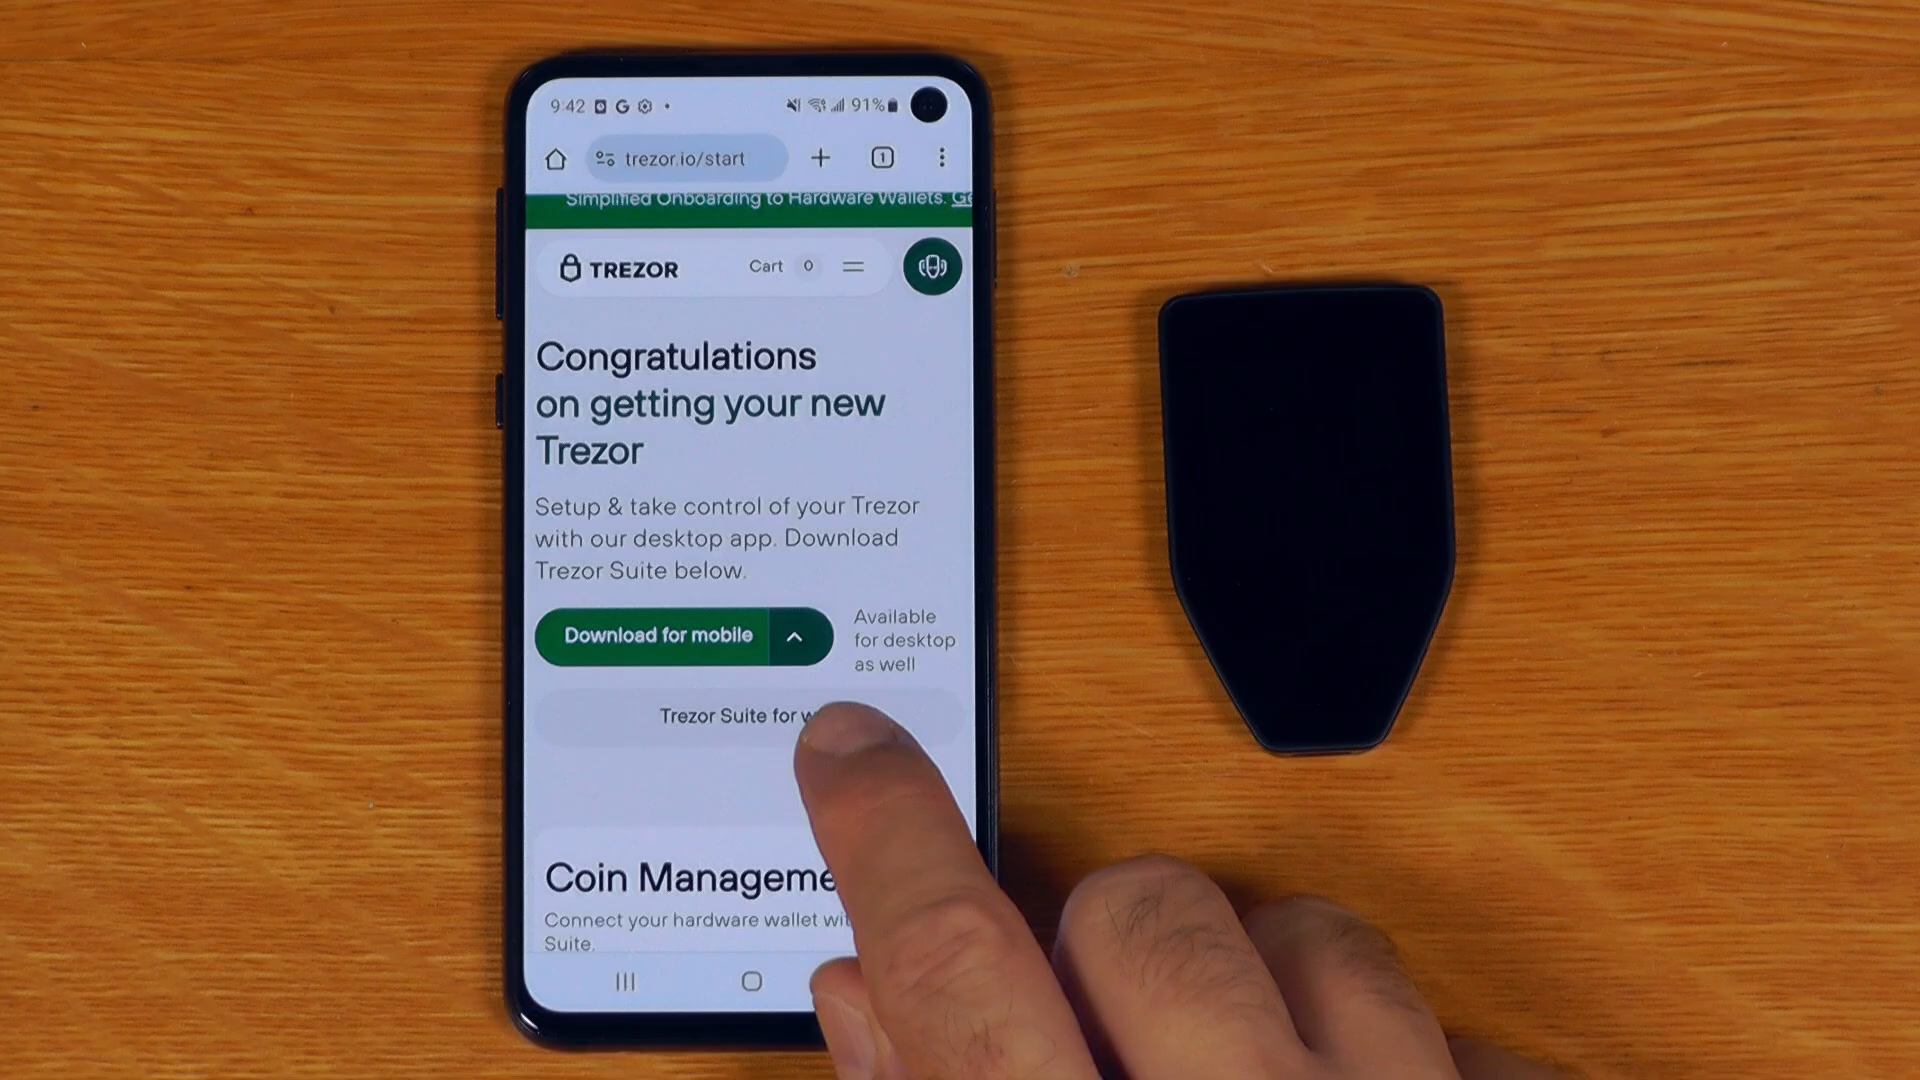 9:42 G 91%
trezor.io/start 1
Simplified Onboarding to Hardware Wallets.
TREZOR Cart 0
Congratulations
on getting your new
Trezor
Setup & take control of your Trezor
with our desktop app. Download
Trezor Suite below.
Download for mobile
Available
for desktop
as well
Trezor Suite for
Coin
Connect your hardware wallet
Suite.